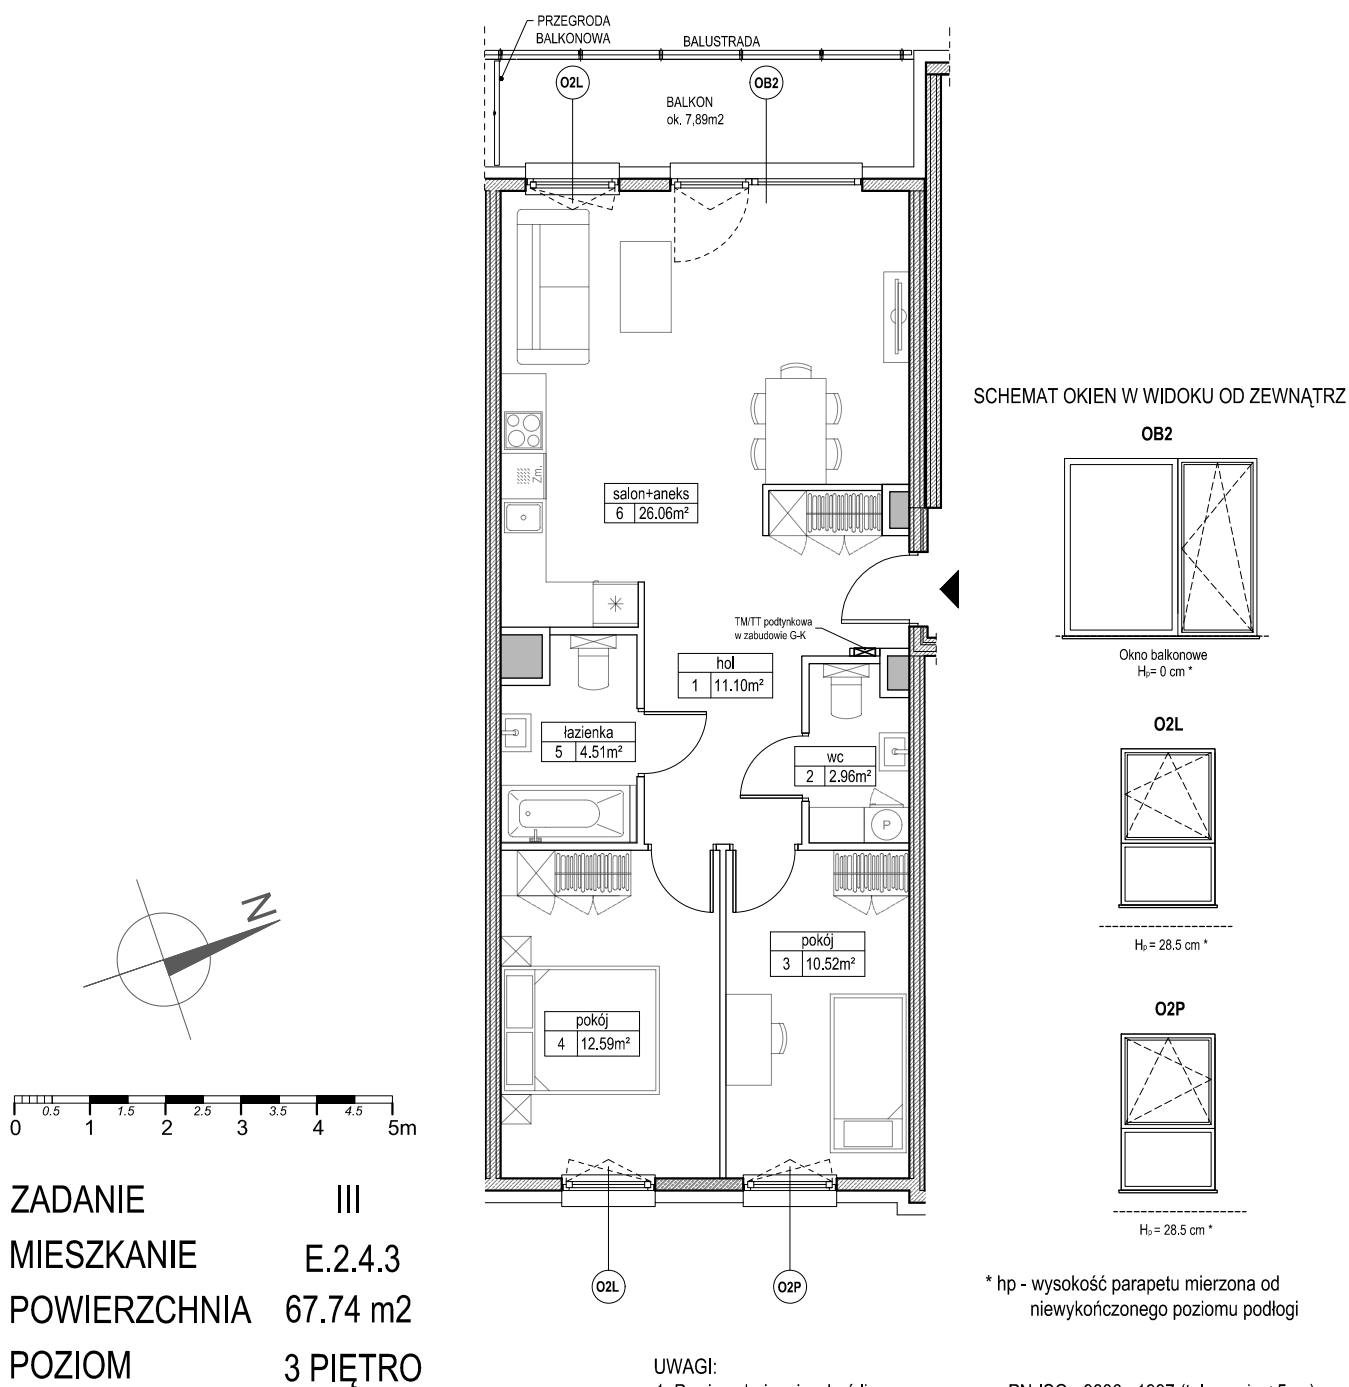 PRZEGRODA
BALKONOWA
BALUSTRADA
O2L
OB2
BALKON
ok. 7,89m2
SCHEMAT OKIEN W WIDOKU OD ZEWNĄTRZ
OB2
Zm.
salon+aneks
6 26.06m²
TM/TT podtynkowa
w zabudowie G-K
Okno balkonowe
Hp= 0 cm *
hol
1 11.10m²
O2L
łazienka
5 4.51m²
wc
2 2.96m²
P
N
pokój
3 10.52m²
Hp = 28.5 cm *
O2P
pokój
4 12.59m²
0.5 1.5 2.5 3.5 4.5
0 1 2 3 4 5m
ZADANIE III
MIESZKANIE E.2.4.3
POWIERZCHNIA 67.74 m2
POZIOM 3 PIĘTRO
Hp = 28.5 cm *
O2L
O2P
* hp - wysokość parapetu mierzona od
niewykończonego poziomu podłogi
UWAGI: